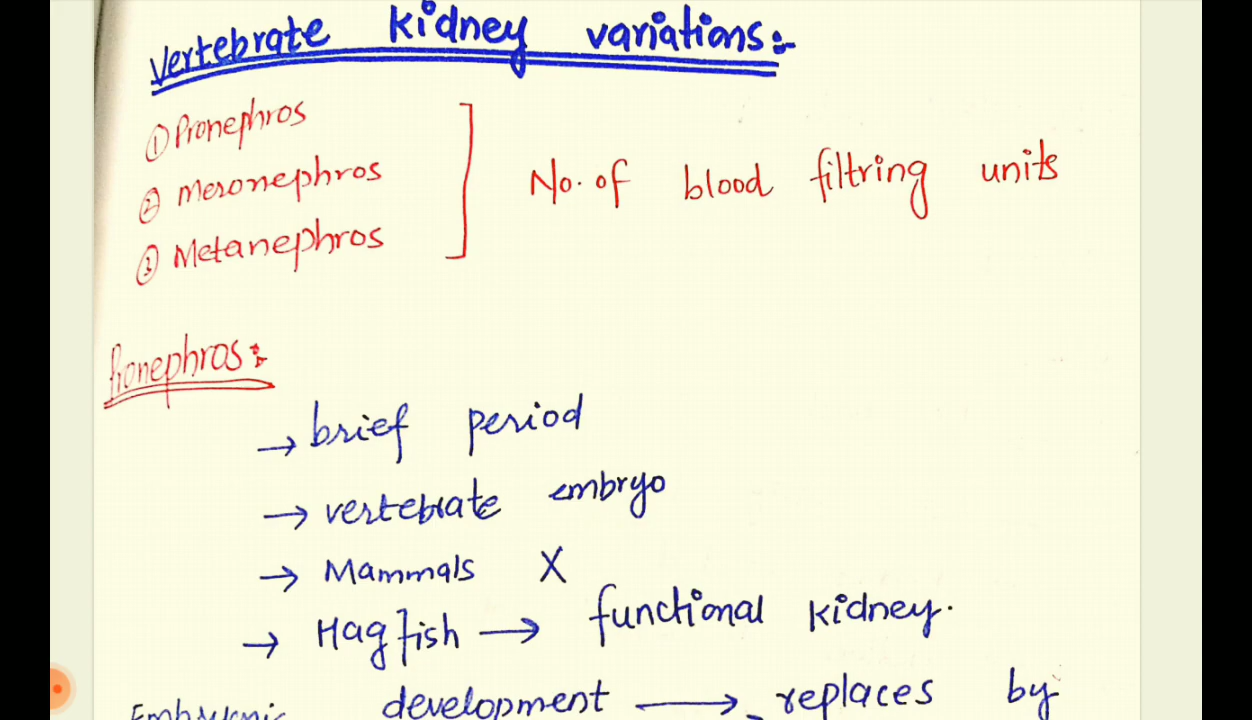 Vertebrate kidney variations:-
① Pronephros
② Mesonephros
③ Metanephros
No. of blood filtring units
Pronephros:-
→ brief period
→ vertebrate embryo
→ Mammals X
→ Hagfish → functional kidney.
Embryonic development → replaces by